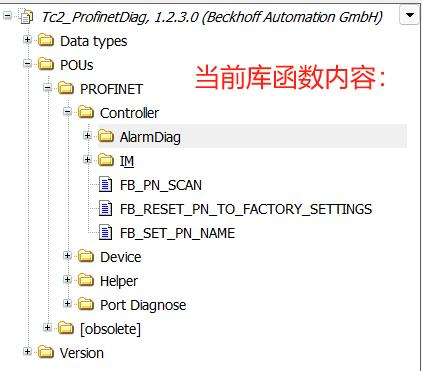 Tc2_ProfinetDiag, 1.2.3.0 (Beckhoff Automation GmbH)
Data types
POUs
当前库函数内容：
PROFINET
Controller
AlarmDiag
IM
FB_PN_SCAN
FB_RESET_PN_TO_FACTORY_SETTINGS
FB_SET_PN_NAME
Device
Helper
Port Diagnose
[obsolete]
Version